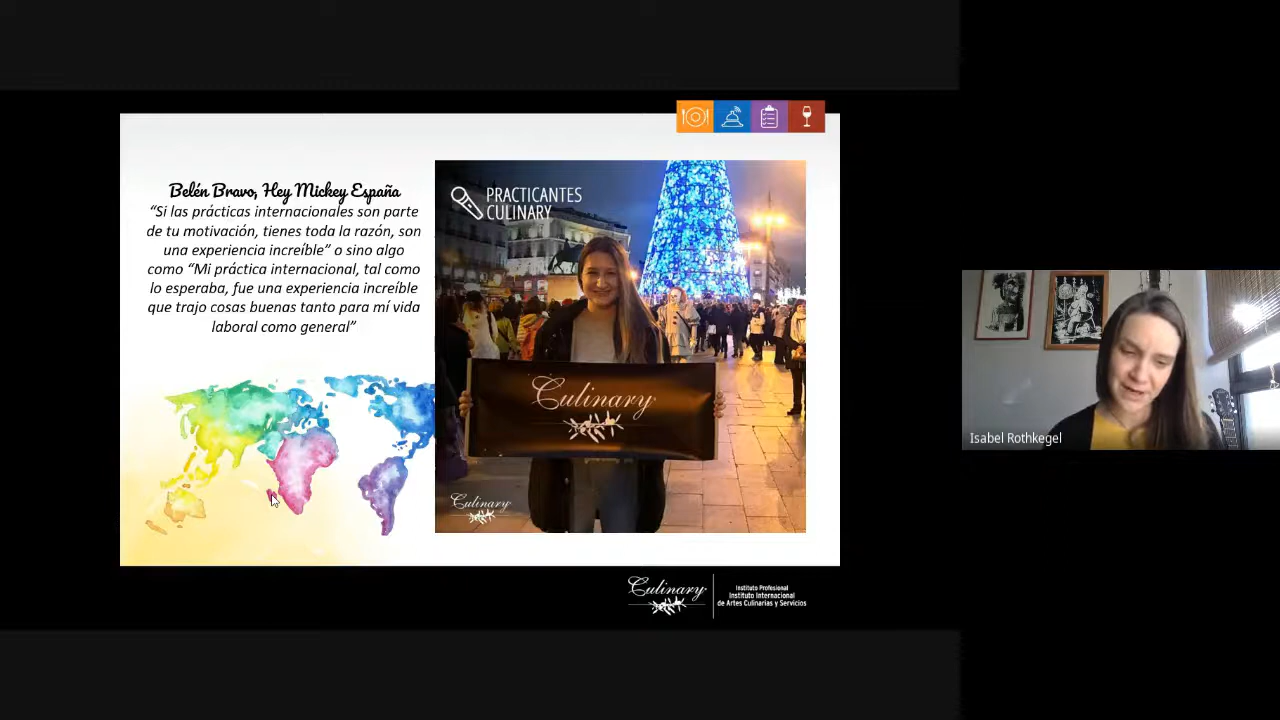 Belén Bravo, Hey Mickey España
“Si las prácticas internacionales son parte
de tu motivación, tienes toda la razón, son
una experiencia increíble” o sino algo
como “Mi práctica internacional, tal como
lo esperaba, fue una experiencia increíble
que trajo cosas buenas tanto para mí vida
laboral como general”
PRACTICANTES
CULINARY
Culinary
Culinary
Culinary
Instituto Profesional
Instituto Internacional
de Artes Culinarias y Servicios
Isabel Rothkegel